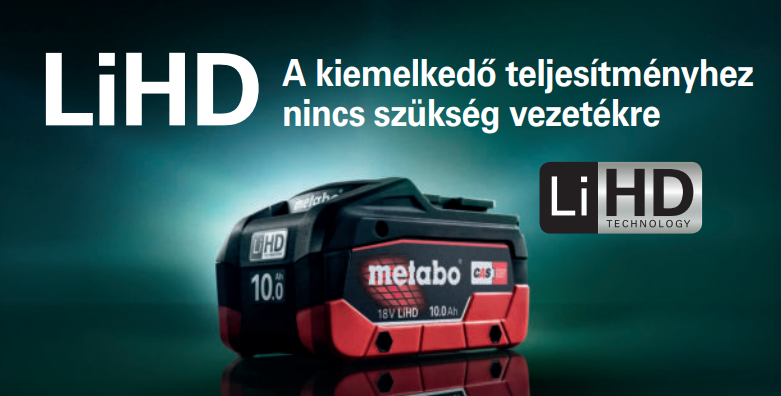 LiHD
A kiemelkedő teljesítményhez
nincs szükség vezetékre
LiHD
TECHNOLOGY
metabo
LiHD
10.0 Ah
metabo
CAS
18V LiHD 10.0 Ah